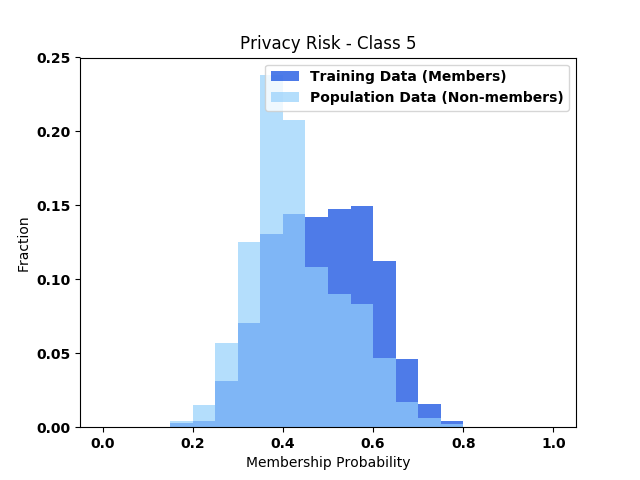 Privacy Risk - Class 5
Training Data (Members)
Population Data (Non-members)
Fraction
0.25
0.20
0.15
0.10
0.05
0.00
0.0 0.2 0.4 0.6 0.8 1.0
Membership Probability